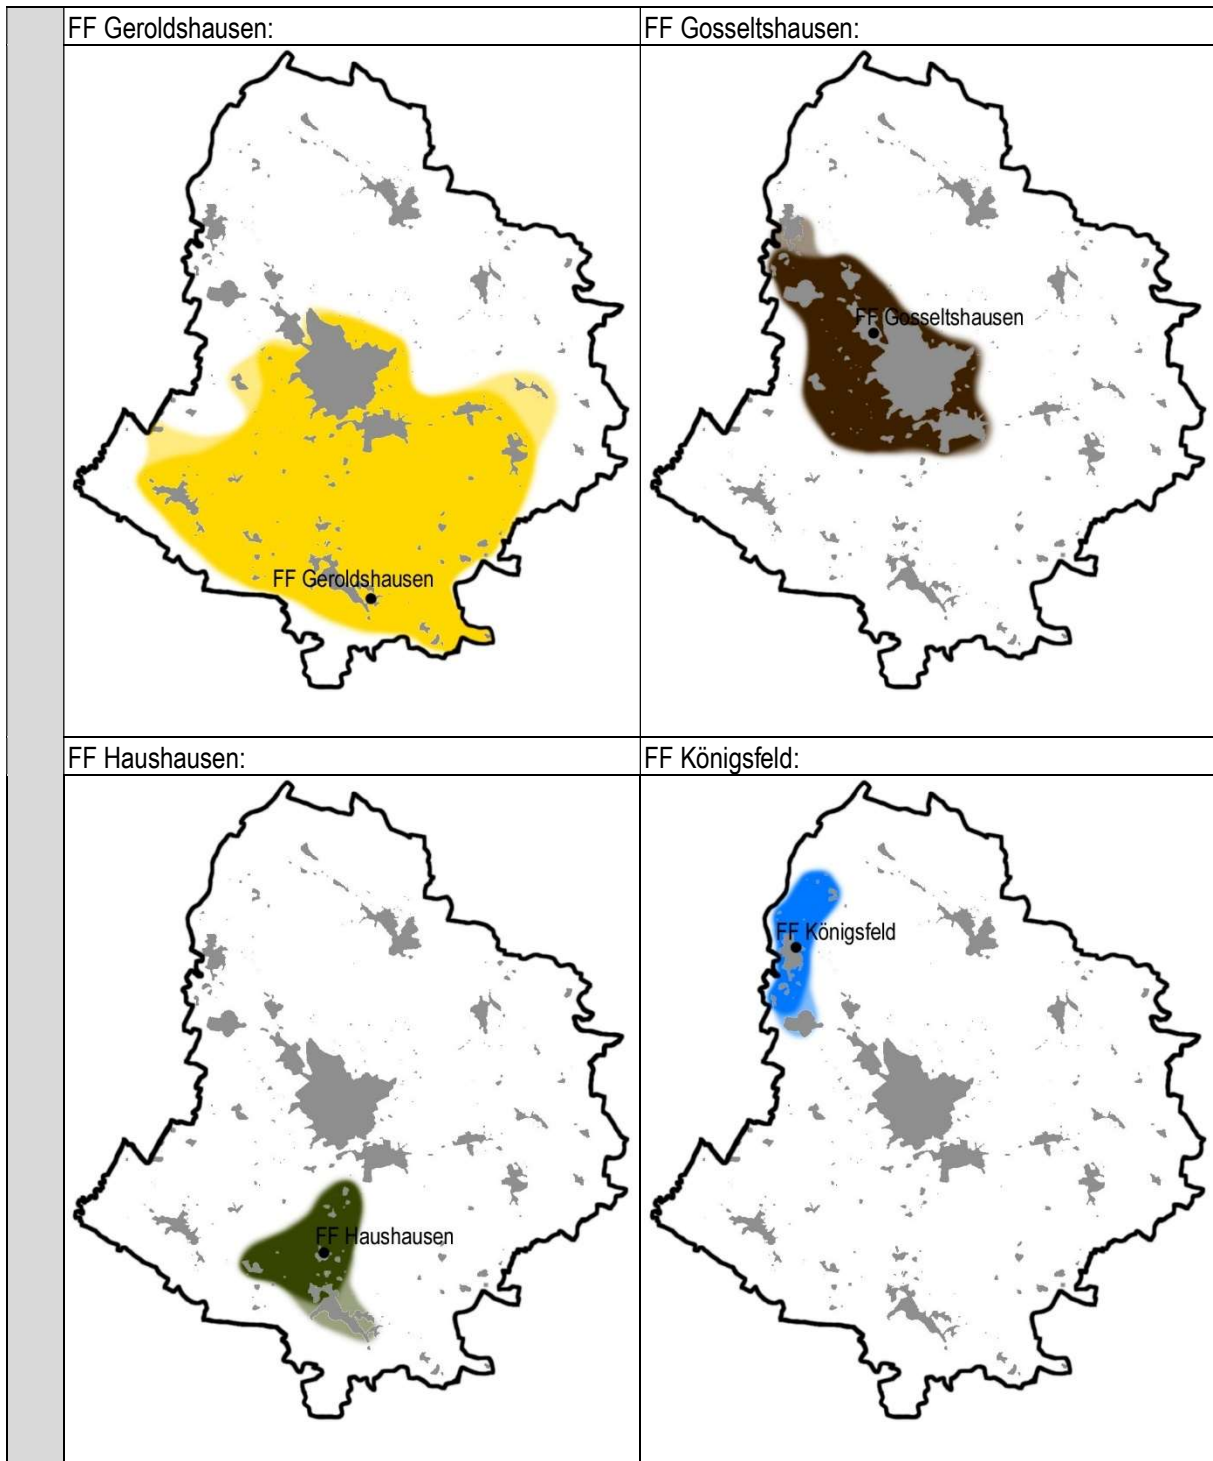 FF Geroldshausen:
FF Gosseltshausen:
FF Geroldshausen
FF Gosseltshausen
FF Haushausen:
FF Königsfeld:
FF Haushausen
FF Königsfeld